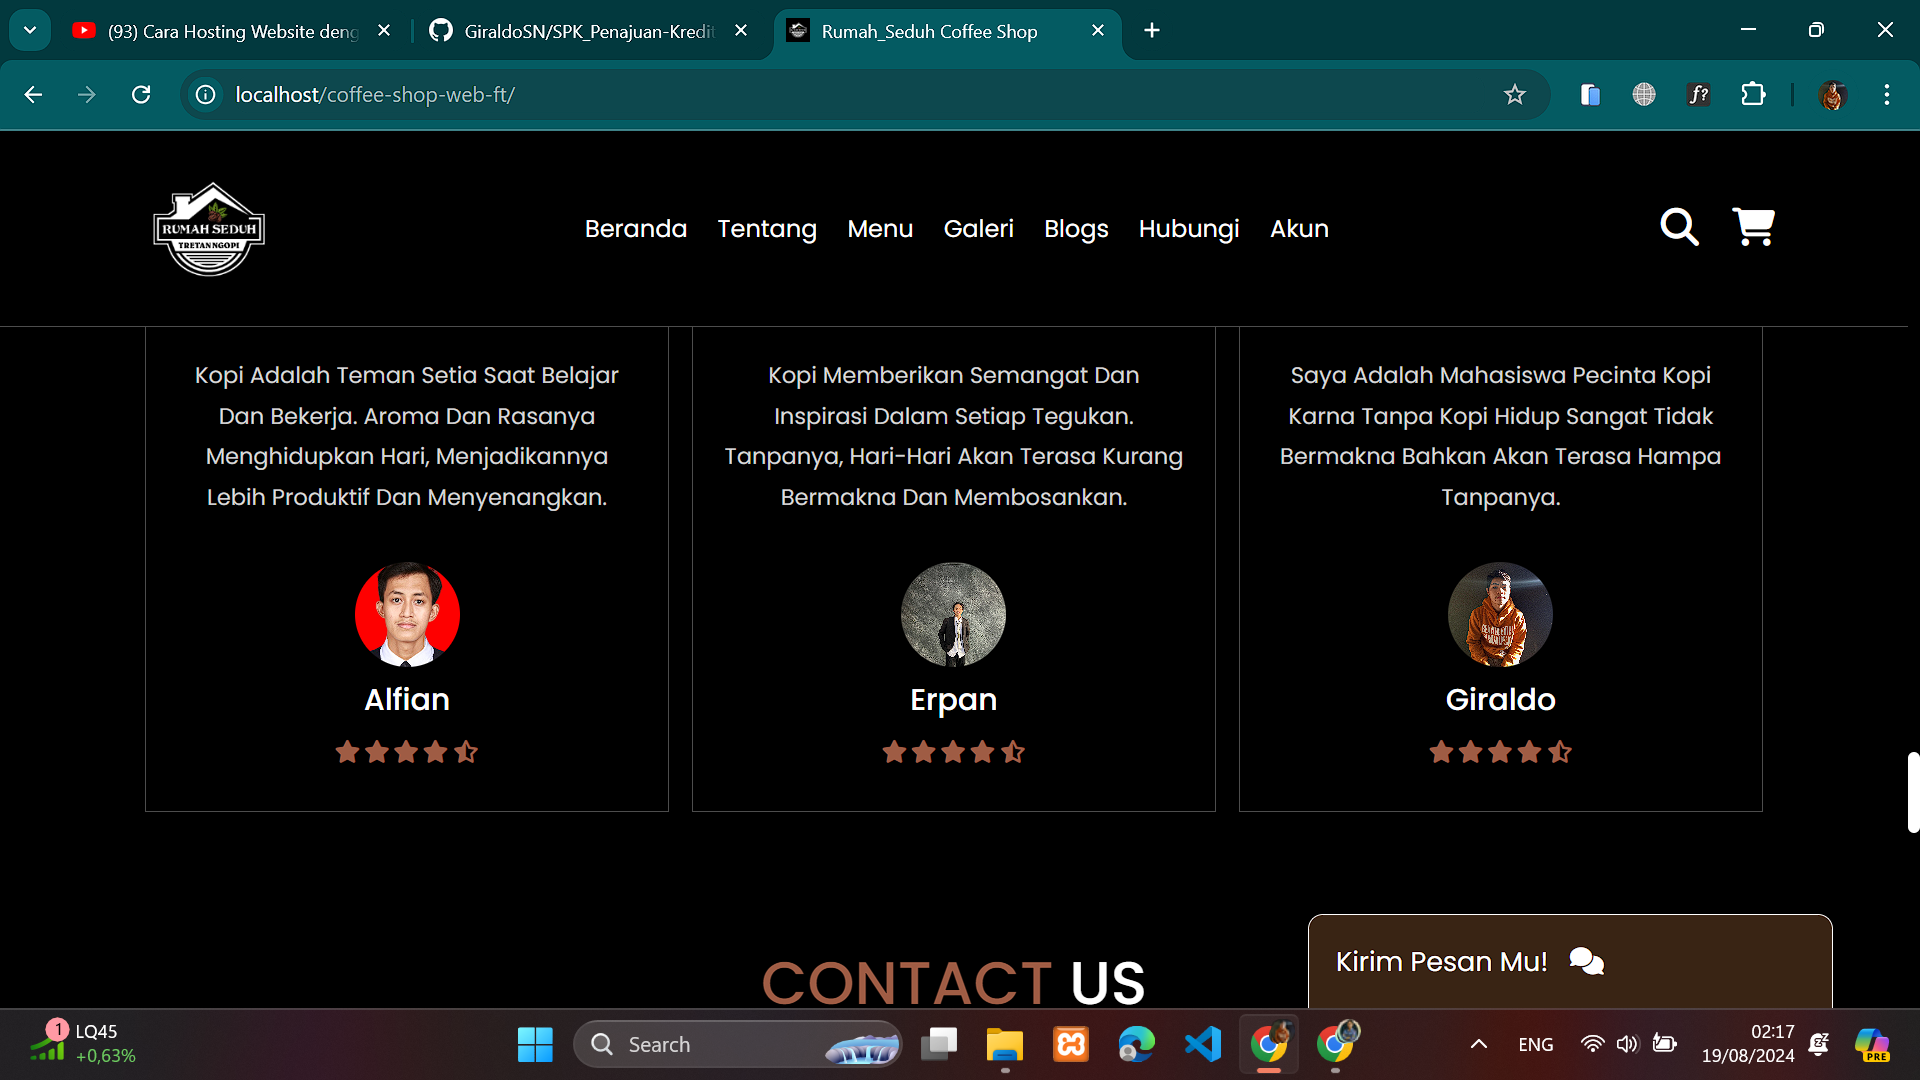 (93) Cara Hosting Website deng
GiraldoSN/SPK_Penajuan-Kredit
Rumah_Seduh Coffee Shop
localhost/coffee-shop-web-ft/
f?
RUMAH SEDUH
TRETAN NGOPI
Beranda Tentang Menu Galeri Blogs Hubungi Akun
Kopi Adalah Teman Setia Saat Belajar
Dan Bekerja. Aroma Dan Rasanya
Menghidupkan Hari, Menjadikannya
Lebih Produktif Dan Menyenangkan.
Alfian
Kopi Memberikan Semangat Dan
Inspirasi Dalam Setiap Tegukan.
Tanpanya, Hari-Hari Akan Terasa Kurang
Bermakna Dan Membosankan.
Erpan
Saya Adalah Mahasiswa Pecinta Kopi
Karna Tanpa Kopi Hidup Sangat Tidak
Bermakna Bahkan Akan Terasa Hampa
Tanpanya.
Giraldo
CONTACT US
Kirim Pesan Mu!
1
LQ45
+0,63%
Search
ENG
02:17
19/08/2024
PRE